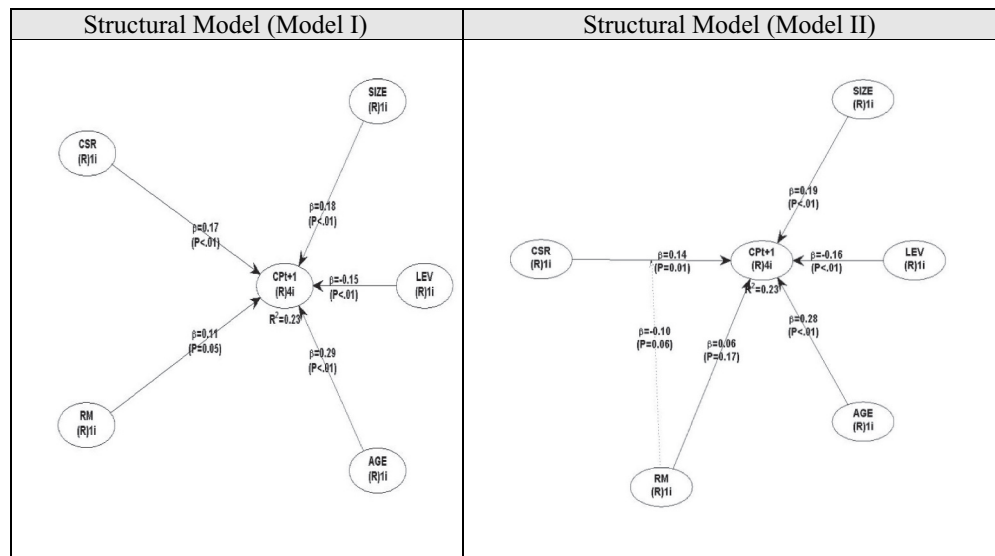 Structural Model (Model I)
SIZE
(R)1i
CSR
(R)1i
β=0.18
(P<.01)
β=0.17
(P<.01)
CPt+1
(R)4i
R²=0.23
β=-0.15
(P<.01)
LEV
(R)1i
β=0.11
(P=0.05)
β=0.29
(P<.01)
RM
(R)1i
AGE
(R)1i
Structural Model (Model II)
SIZE
(R)1i
β=0.19
(P<.01)
CSR
(R)1i
β=0.14
(P=0.01)
CPt+1
(R)4i
R²=0.23
β=-0.16
(P<.01)
LEV
(R)1i
β=-0.10
(P=0.06)
β=0.06
(P=0.17)
β=0.28
(P<.01)
AGE
(R)1i
RM
(R)1i